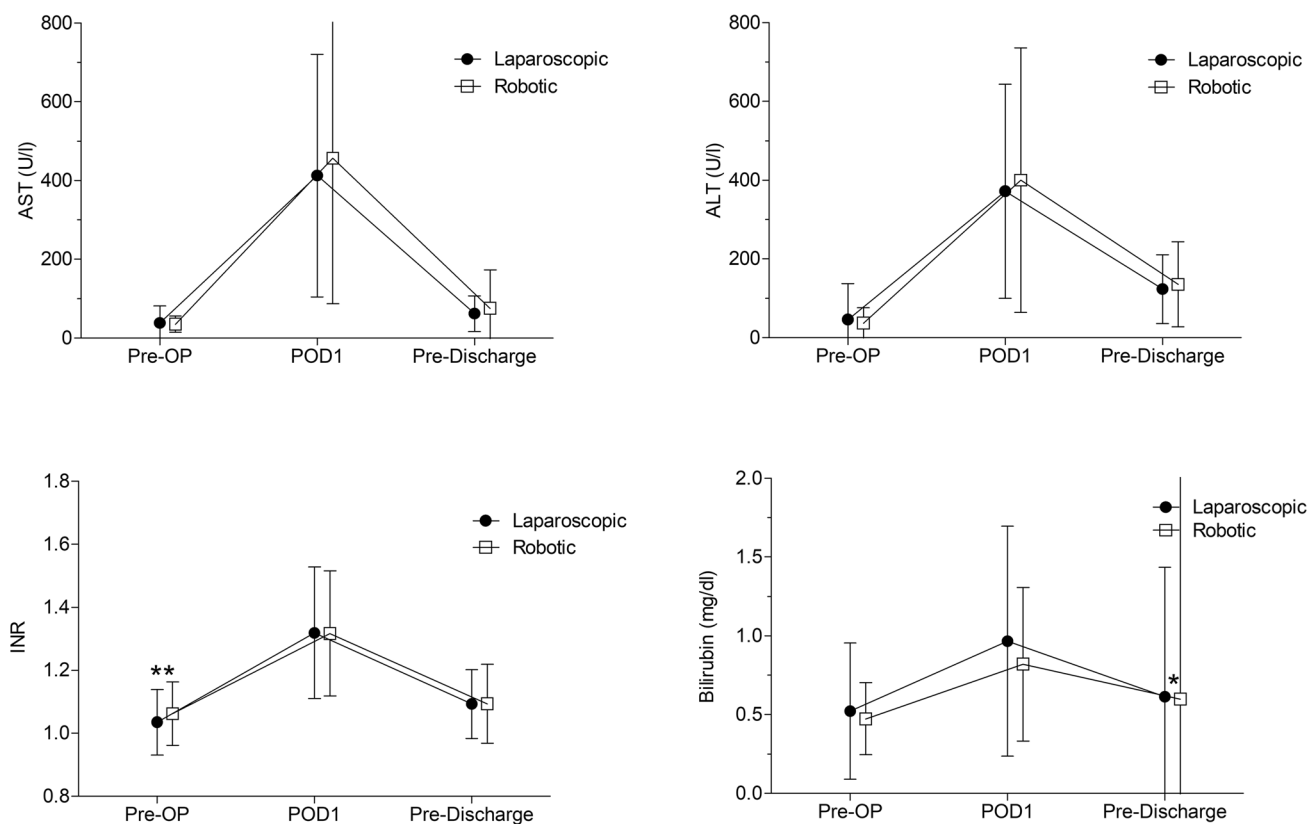 800
600
400
200
0
AST (U/l)
Laparoscopic
Robotic
Pre-OP
POD1
Pre-Discharge
800
600
400
200
0
ALT (U/l)
Laparoscopic
Robotic
Pre-OP
POD1
Pre-Discharge
1.8
1.6
1.4
1.2
1.0
0.8
INR
Laparoscopic
Robotic
**
Pre-OP
POD1
Pre-Discharge
2.0
1.5
1.0
0.5
0.0
Bilirubin (mg/dl)
Laparoscopic
Robotic
*
Pre-OP
POD1
Pre-Discharge